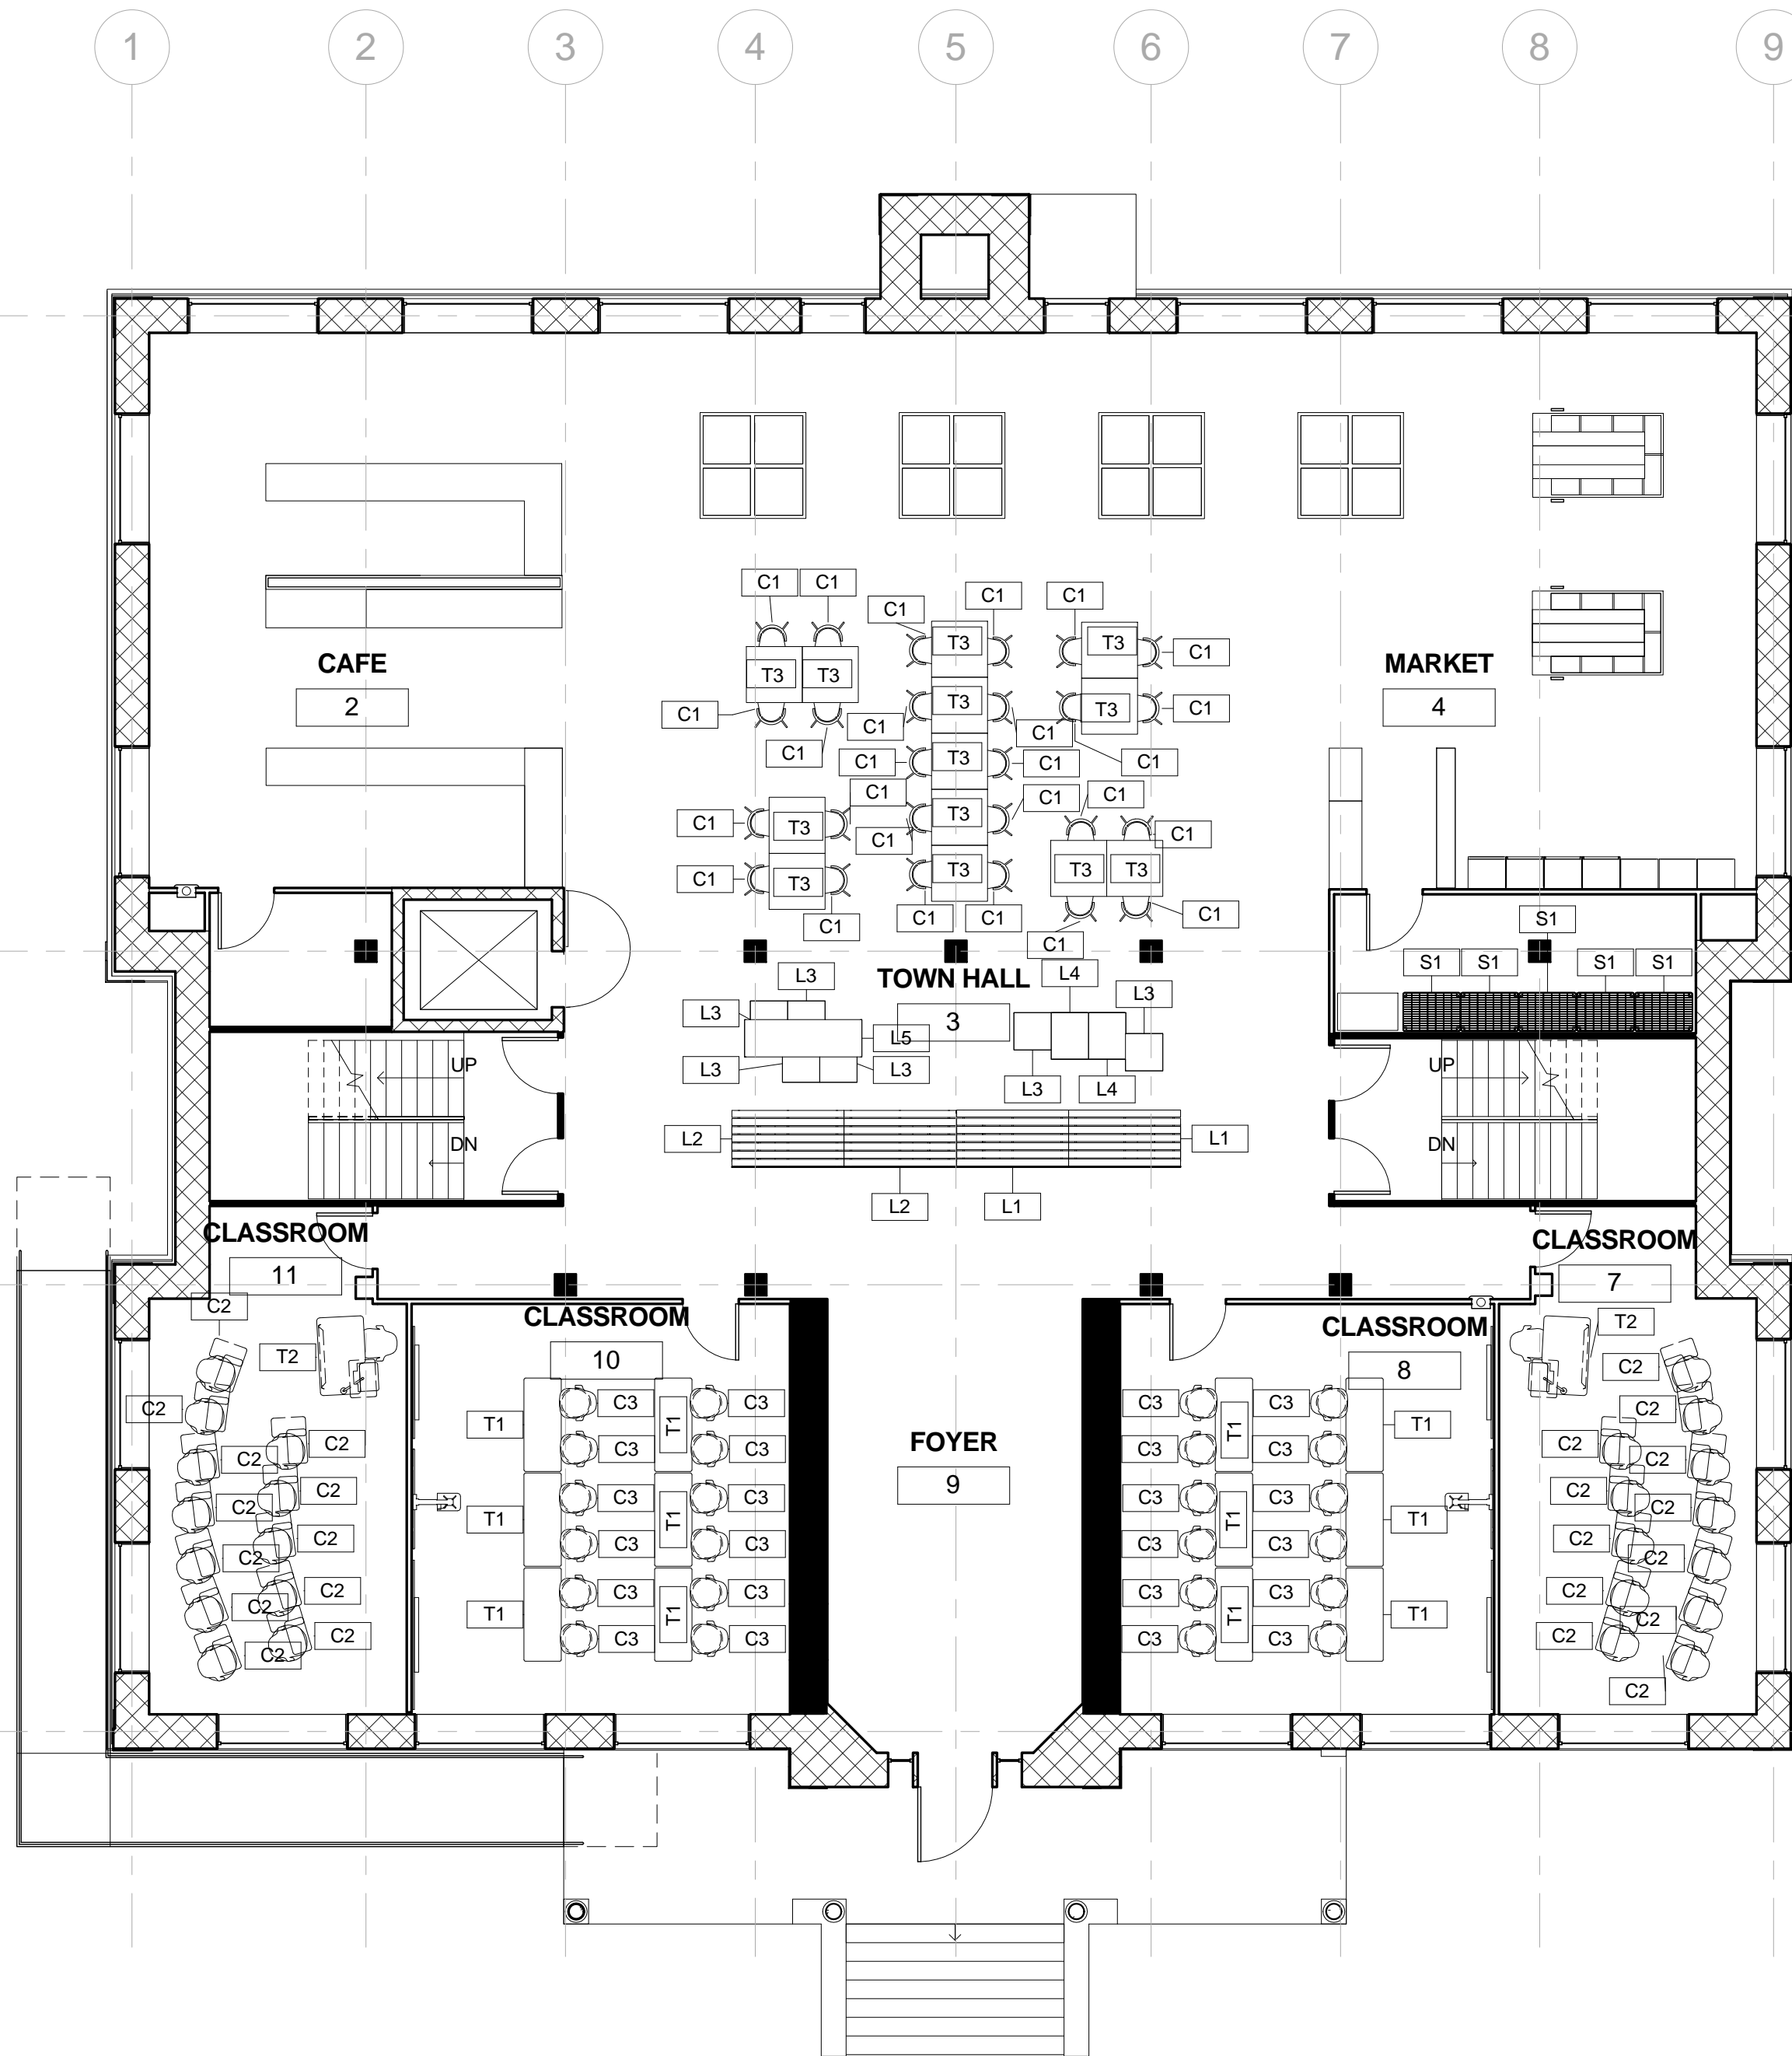 1 2 3 4 5 6 7 8 9
C1 C1 C1 C1 C1
C1 T3 T3 C1
T3 T3 CAFE MARKET
2 C1 T3 T3 C1 4
C1 C1 C1
C1 T3 C1 C1
C1 C1 C1
C1 T3 T3 C1 C1
T3 T3 T3
C1 T3
C1 C1 C1 C1 S1
C1
L3 TOWN HALL L4 S1 S1 S1 S1
L3 3 L3
L5
UP L3 L3 L3 L4 UP
L2 L1 DN DN
L2 L1
CLASSROOM CLASSROOM
11 7
C2 CLASSROOM CLASSROOM T2
T2 10 8 C2
C2 C3 T1 C3 C3 T1 C3 C2
T1 T1
C2 C2 C3 C3 FOYER C3 C3 C2 C2
9
C2 C2 C3 C3 C3 C3 C2 C2
T1 T1 T1 T1
C2 C2 C3 C3 C3 C3 C2 C2
C2 C2 C3 C3 C3 C3 C2 C2
T1 T1 T1 T1
C2 C2 C3 C3 C3 C3 C2
C2